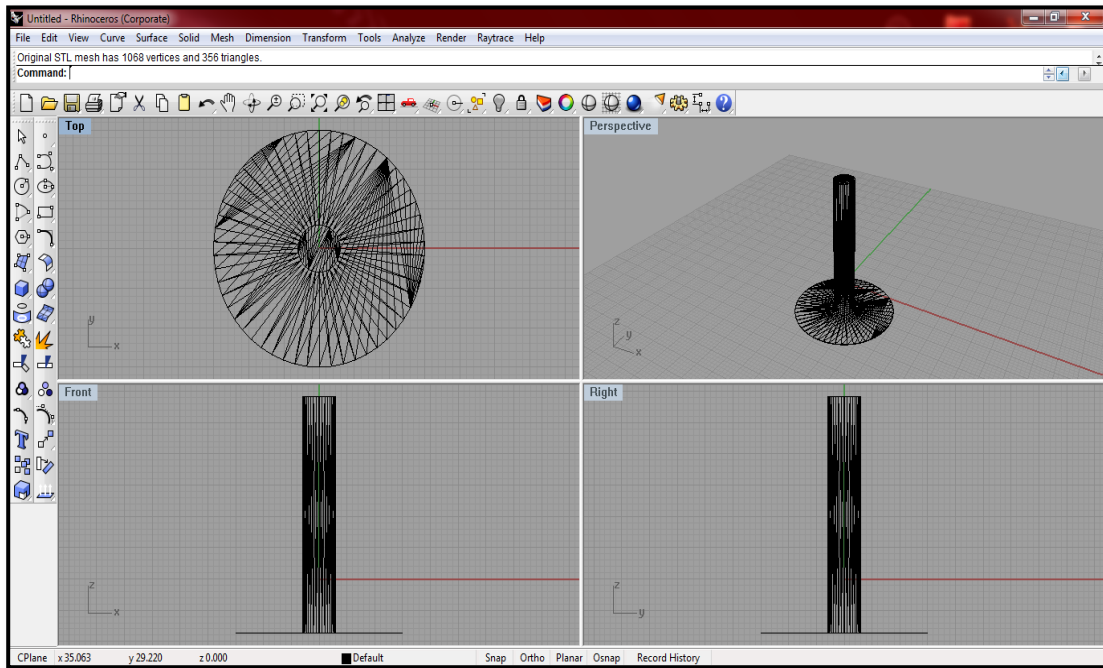 Untitled - Rhinoceros (Corporate)
File Edit View Curve Surface Solid Mesh Dimension Transform Tools Analyze Render Raytrace Help
Original STL mesh has 1068 vertices and 356 triangles.
Command:
Top
Perspective
y
x
z
y
x
Front
Right
z
x
z
y
CPlane x 35.063 y 29.220 z 0.000 Default Snap Ortho Planar Osnap Record History